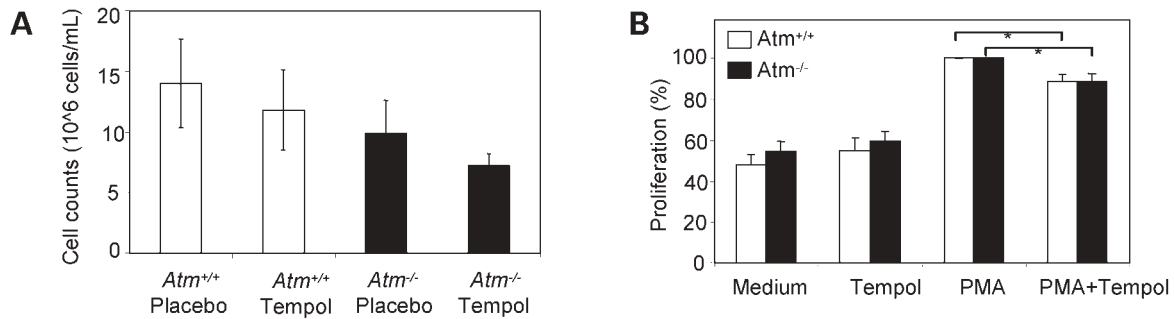 A
Cell counts (10^6 cells/mL)
20
15
10
5
0
Atm+/+
Placebo
Atm+/+
Tempol
Atm-/-
Placebo
Atm-/-
Tempol
B
Proliferation (%)
Atm+/+
Atm-/-
*
*
100
80
60
40
20
0
Medium
Tempol
PMA
PMA+Tempol